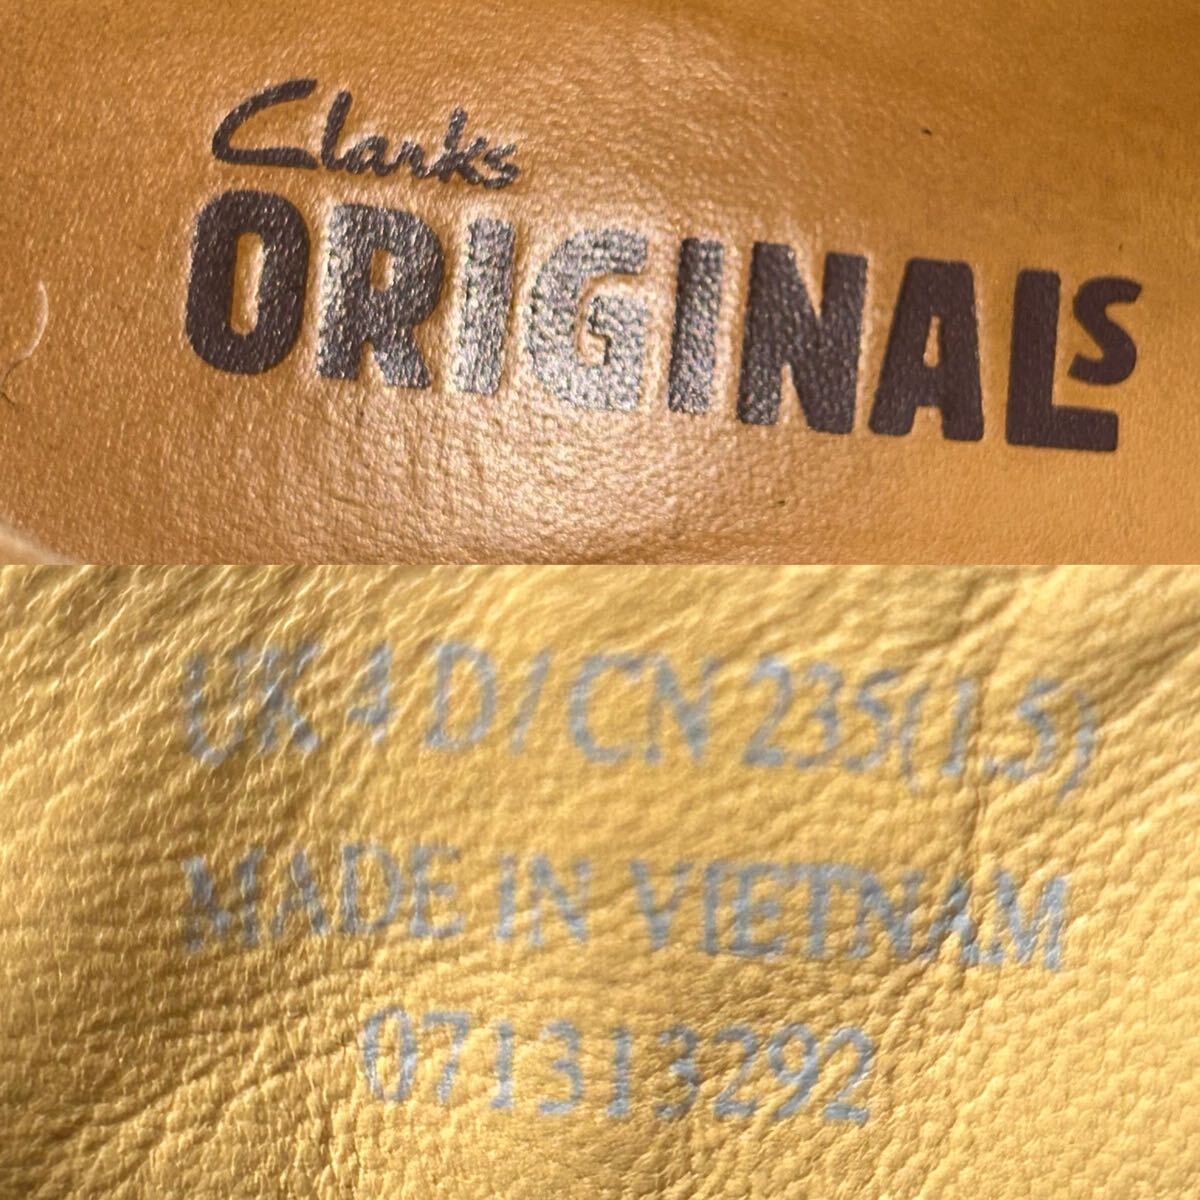 Clarks
ORIGINALS
UK 4 D/CN 235(1.5)
MADE IN VIETNAM
071313292